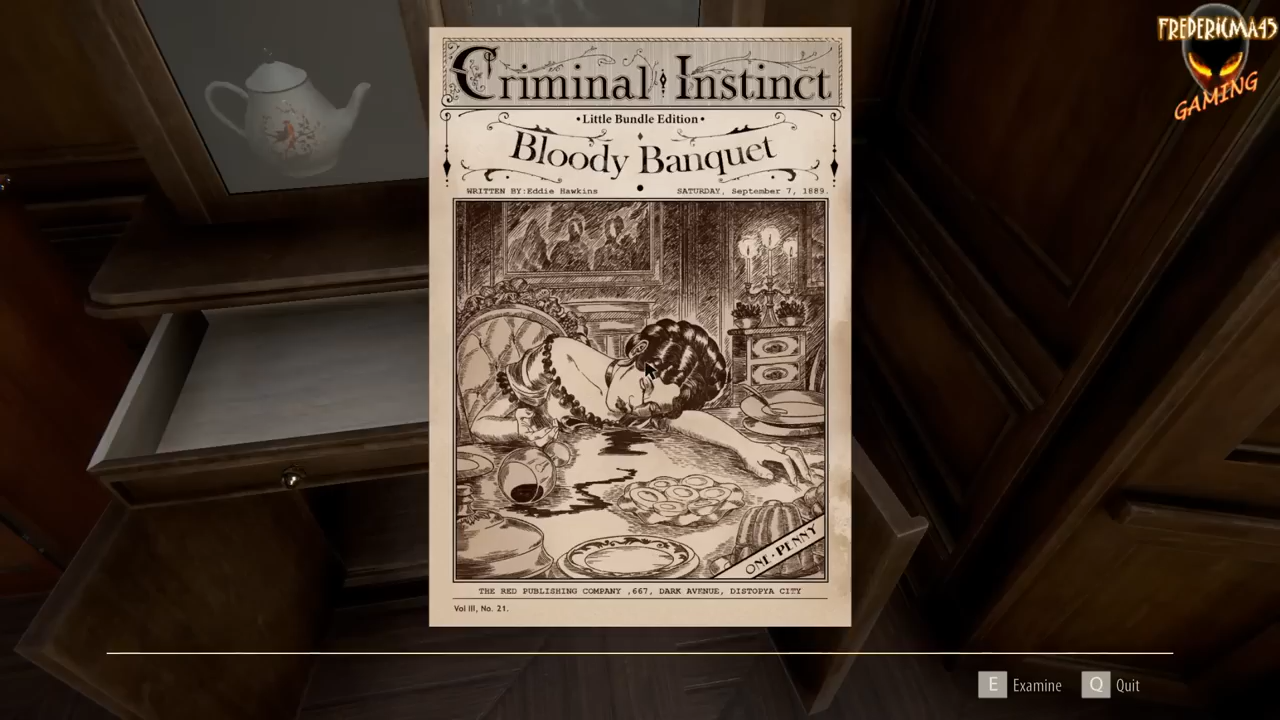 FREDERICMA45
GAMING
Criminal Instinct
•Little Bundle Edition•
Bloody Banquet
WRITTEN BY:Eddie Hawkins
SATURDAY, September 7, 1889.
ONE·PENNY
THE RED PUBLISHING COMPANY ,667, DARK AVENUE, DISTOPYA CITY
Vol III, No. 21.
E Examine Q Quit